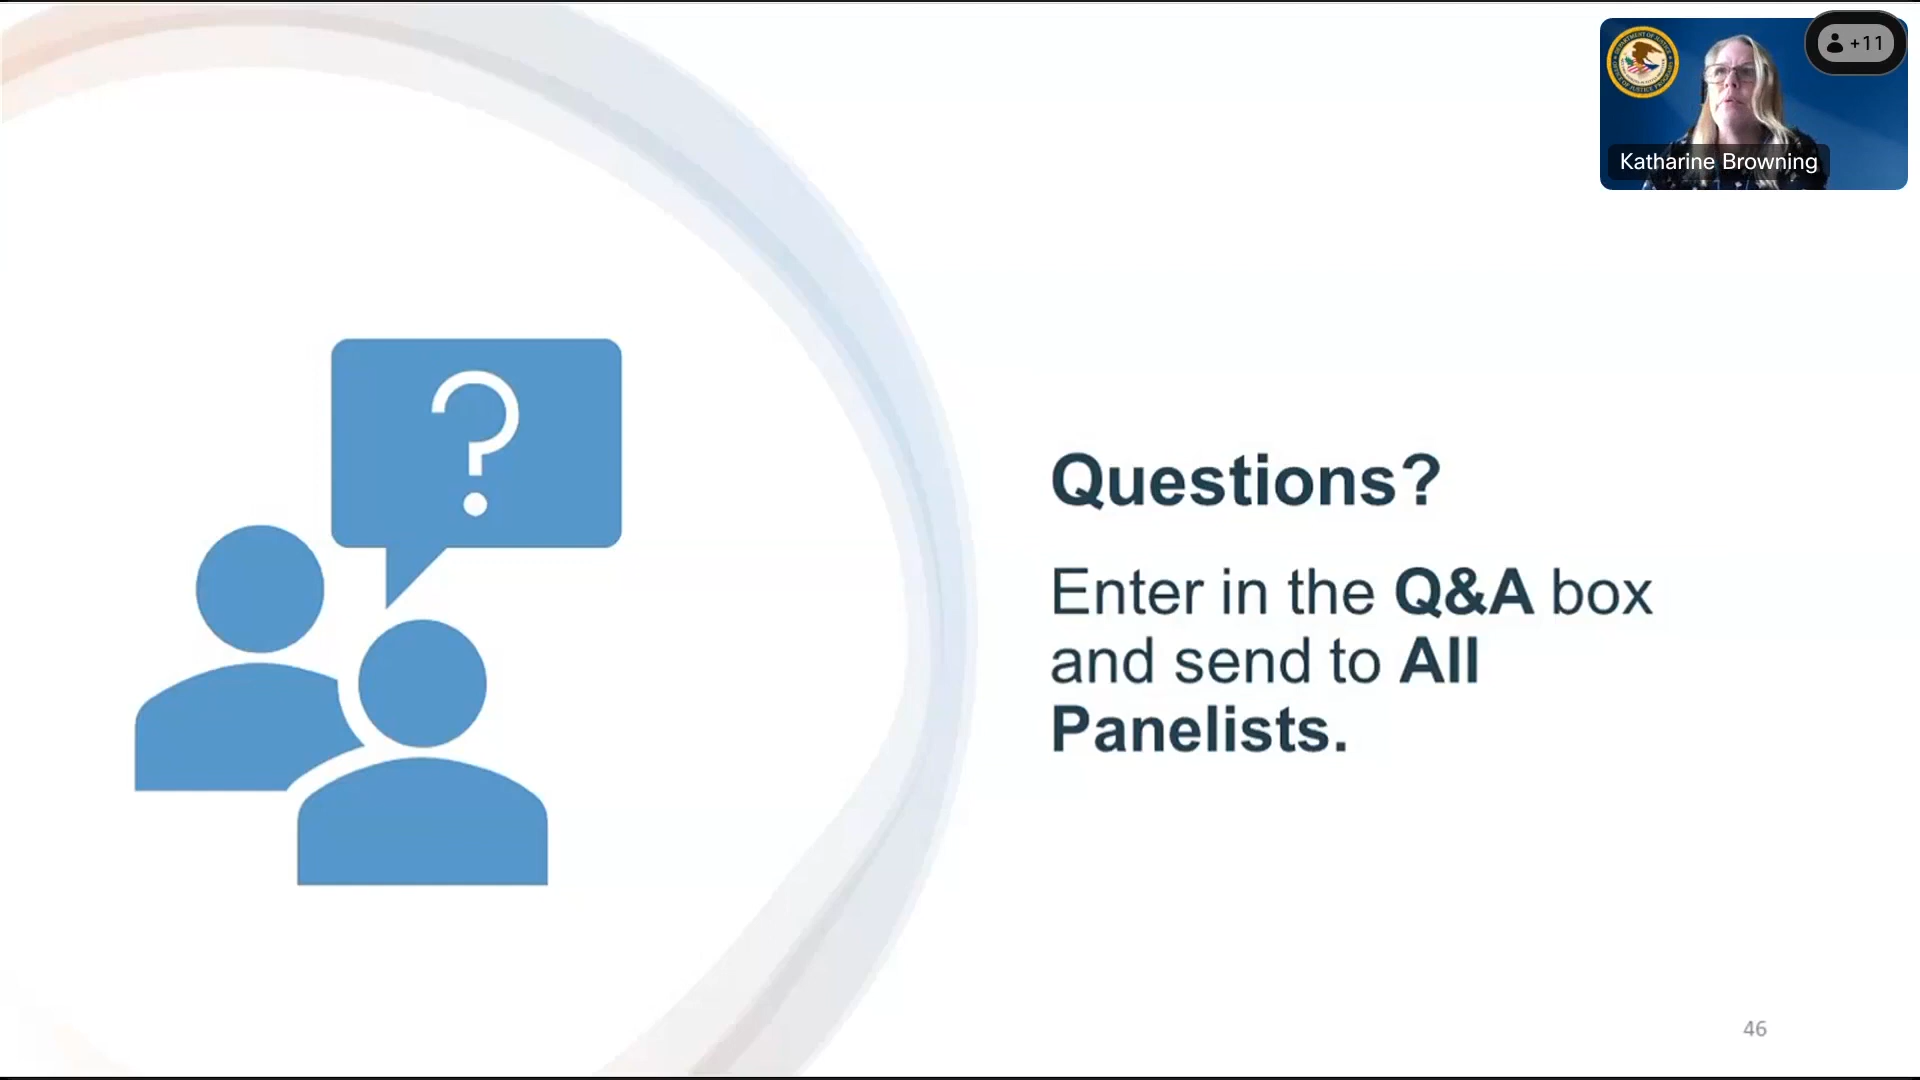 +11
Katharine Browning
?
Questions?
Enter in the Q&A box
and send to All
Panelists.
46